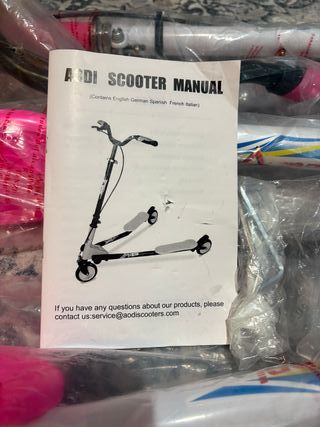 AODI SCOOTER MANUAL
(Contains English German Spanish French Italian)
If you have any questions about our products, please
contact us:service@aodiscooters.com